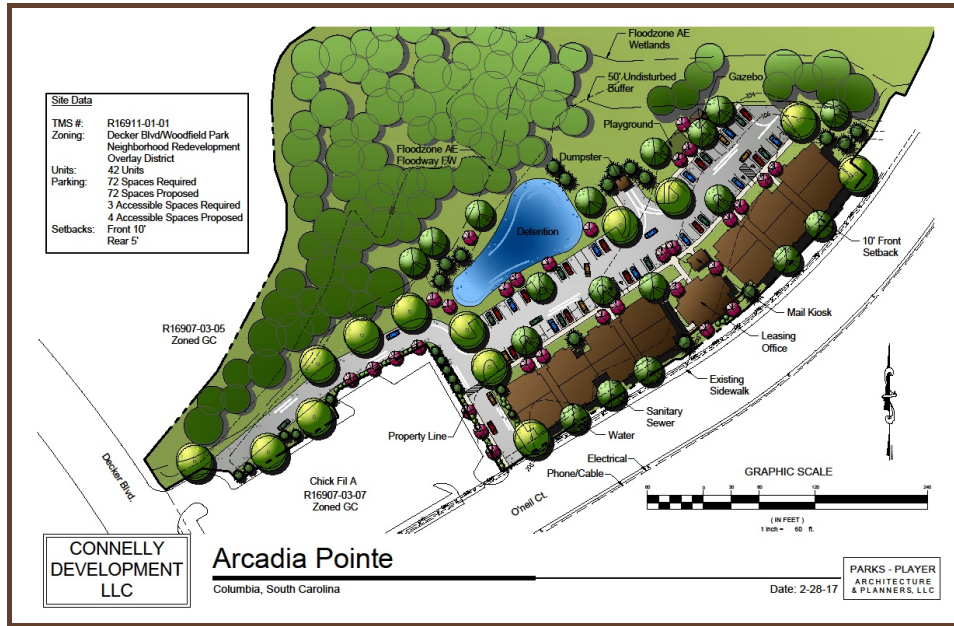 Site Data
TMS #: R16911-01-01
Zoning: Decker Blvd/Woodfield Park
Neighborhood Redevelopment
Overlay District
Units: 42 Units
Parking: 72 Spaces Required
72 Spaces Proposed
3 Accessible Spaces Required
4 Accessible Spaces Proposed
Setbacks: Front 10'
Rear 5'
Floodzone AE
Wetlands
50' Undisturbed
Buffer
Gazebo
Playground
Floodzone AE
Floodway FW
Dumpster
Detention
10' Front
Setback
Mail Kiosk
Leasing
Office
Existing
Sidewalk
Sanitary
Sewer
Water
Property Line
Electrical
Phone/Cable
R16907-03-05
Zoned GC
Decker Blvd.
Chick Fil A
R16907-03-07
Zoned GC
O'neil Ct.
GRAPHIC SCALE
60 0 30 60 120 240
( IN FEET )
1 inch = 60 ft.
CONNELLY
DEVELOPMENT
LLC
Arcadia Pointe
Columbia, South Carolina
Date: 2-28-17
PARKS - PLAYER
ARCHITECTURE
& PLANNERS, LLC